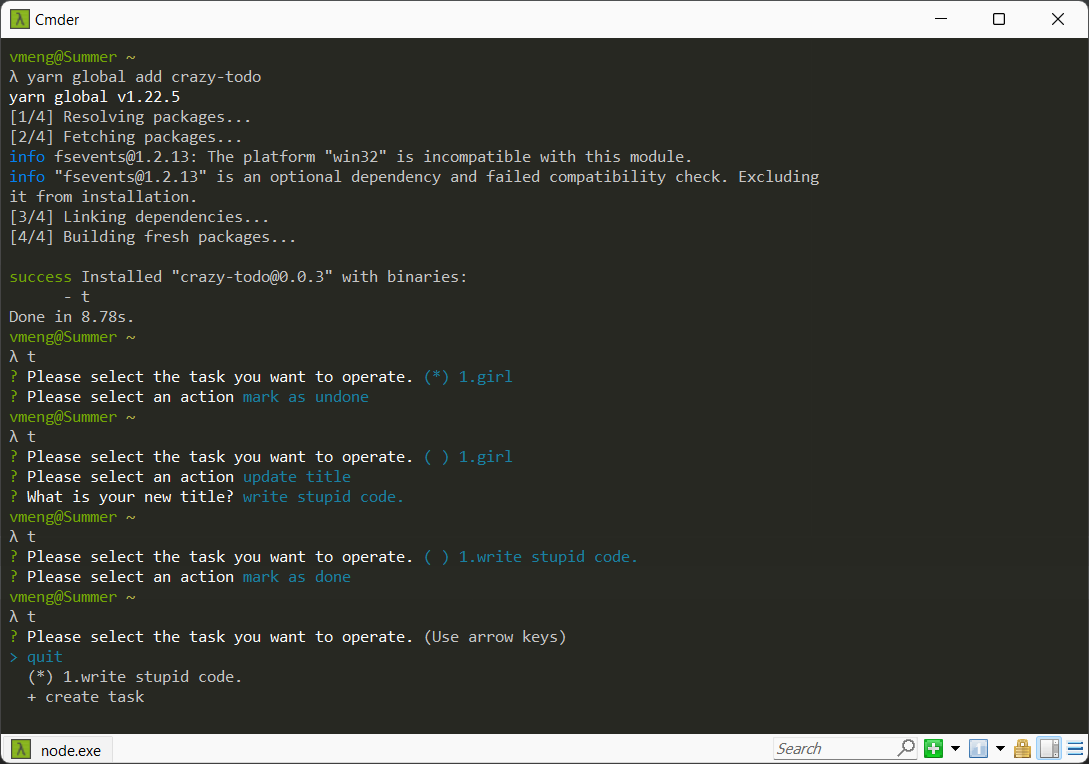 Cmder
vmeng@Summer ~
λ yarn global add crazy-todo
yarn global v1.22.5
[1/4] Resolving packages...
[2/4] Fetching packages...
info fsevents@1.2.13: The platform "win32" is incompatible with this module.
info "fsevents@1.2.13" is an optional dependency and failed compatibility check. Excluding
it from installation.
[3/4] Linking dependencies...
[4/4] Building fresh packages...
success Installed "crazy-todo@0.0.3" with binaries:
- t
Done in 8.78s.
vmeng@Summer ~
λ t
? Please select the task you want to operate. (*) 1.girl
? Please select an action mark as undone
vmeng@Summer ~
λ t
? Please select the task you want to operate. ( ) 1.girl
? Please select an action update title
? What is your new title? write stupid code.
vmeng@Summer ~
λ t
? Please select the task you want to operate. ( ) 1.write stupid code.
? Please select an action mark as done
vmeng@Summer ~
λ t
? Please select the task you want to operate. (Use arrow keys)
> quit
(*) 1.write stupid code.
+ create task
node.exe
Search